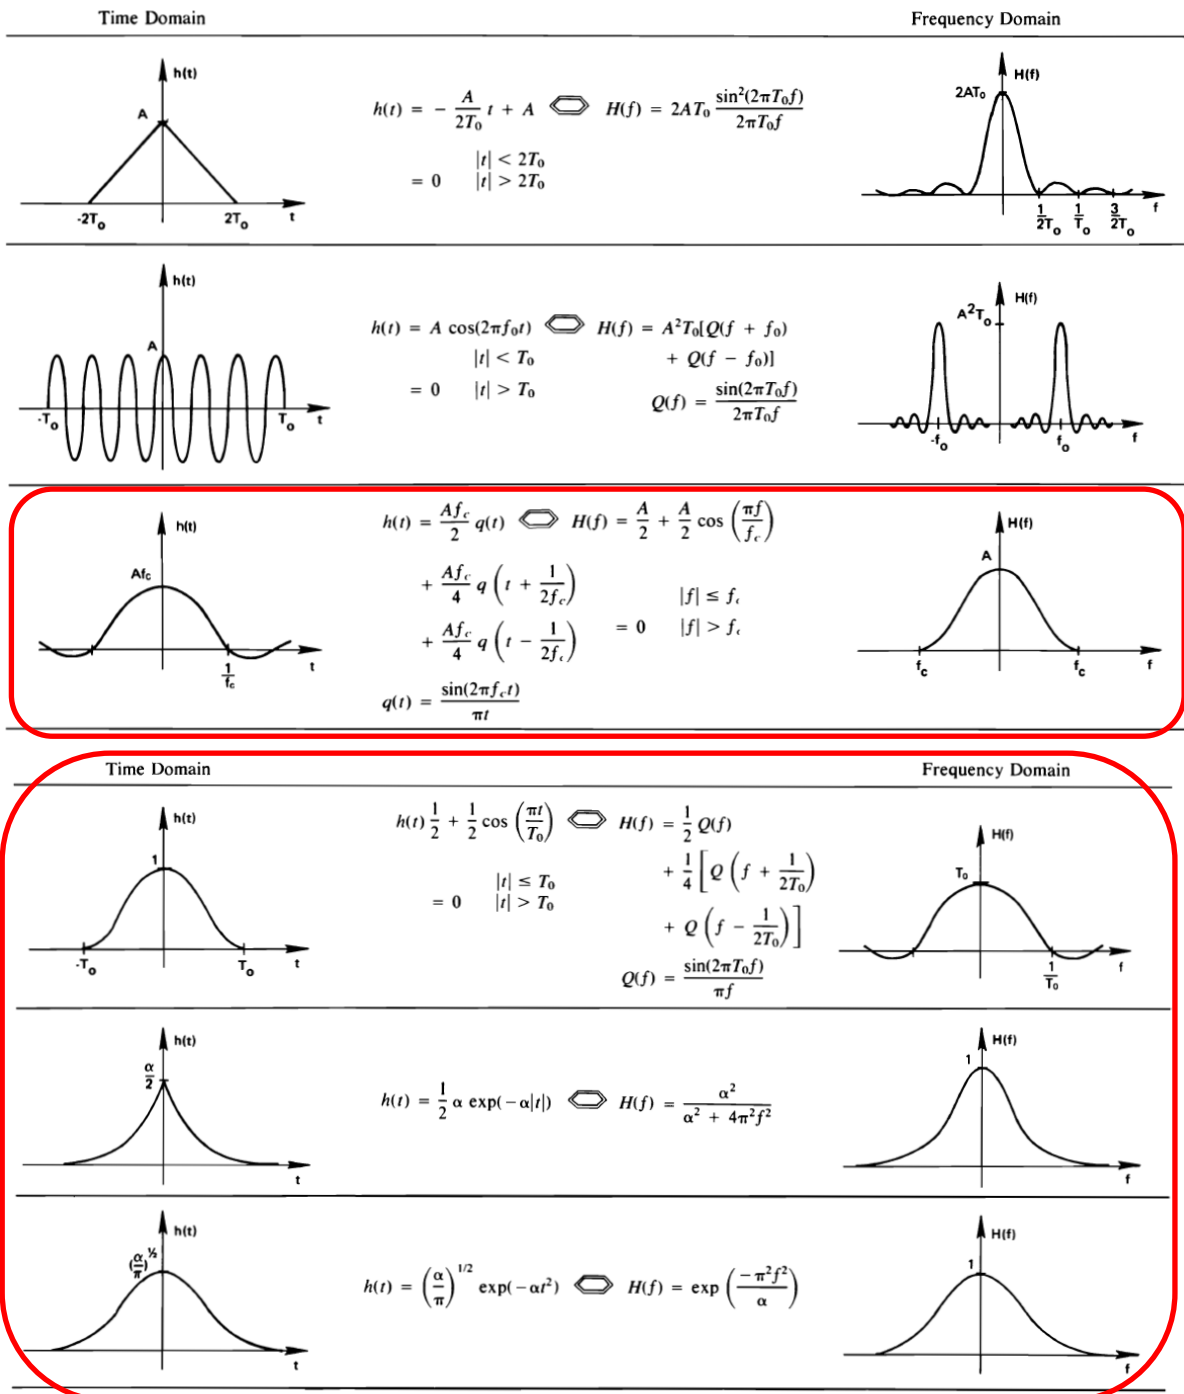 Time Domain Frequency Domain
h(t)
A
-2T₀ 2T₀ t
h(t) = - A/2T₀ t + A ⬄ H(f) = 2AT₀ sin²(2πT₀f)/2πT₀f
|t| < 2T₀
= 0 |t| > 2T₀
H(f)
2AT₀
1/2T₀ 1/T₀ 3/2T₀ f
h(t)
A
-T₀ T₀ t
h(t) = A cos(2πf₀t) ⬄ H(f) = A²T₀[Q(f + f₀)
|t| < T₀ + Q(f − f₀)]
= 0 |t| > T₀ Q(f) = sin(2πT₀f)/2πT₀f
H(f)
A²T₀
-f₀ f₀ f
h(t)
Af꜀
1/f꜀ t
h(t) = Af꜀/2 q(t) ⬄ H(f) = A/2 + A/2 cos (πf/f꜀)
+ Af꜀/4 q (t + 1/2f꜀) |f| ≤ f꜀
+ Af꜀/4 q (t − 1/2f꜀) = 0 |f| > f꜀
q(t) = sin(2πf꜀t)/πt
H(f)
A
f꜀ f꜀ f
Time Domain Frequency Domain
h(t)
1
-T₀ T₀ t
h(t) 1/2 + 1/2 cos (πt/T₀) ⬄ H(f) = 1/2 Q(f)
|t| ≤ T₀ + 1/4 [Q (f + 1/2T₀)
= 0 |t| > T₀ + Q (f − 1/2T₀)]
Q(f) = sin(2πT₀f)/πf
H(f)
T₀
1/T₀ f
h(t)
α/2
t
h(t) = 1/2 α exp(−α|t|) ⬄ H(f) = α²/α² + 4π²f²
H(f)
1
f
h(t)
(α/π)^½
t
h(t) = (α/π)^1/2 exp(−αt²) ⬄ H(f) = exp (−π²f²/α)
H(f)
1
f